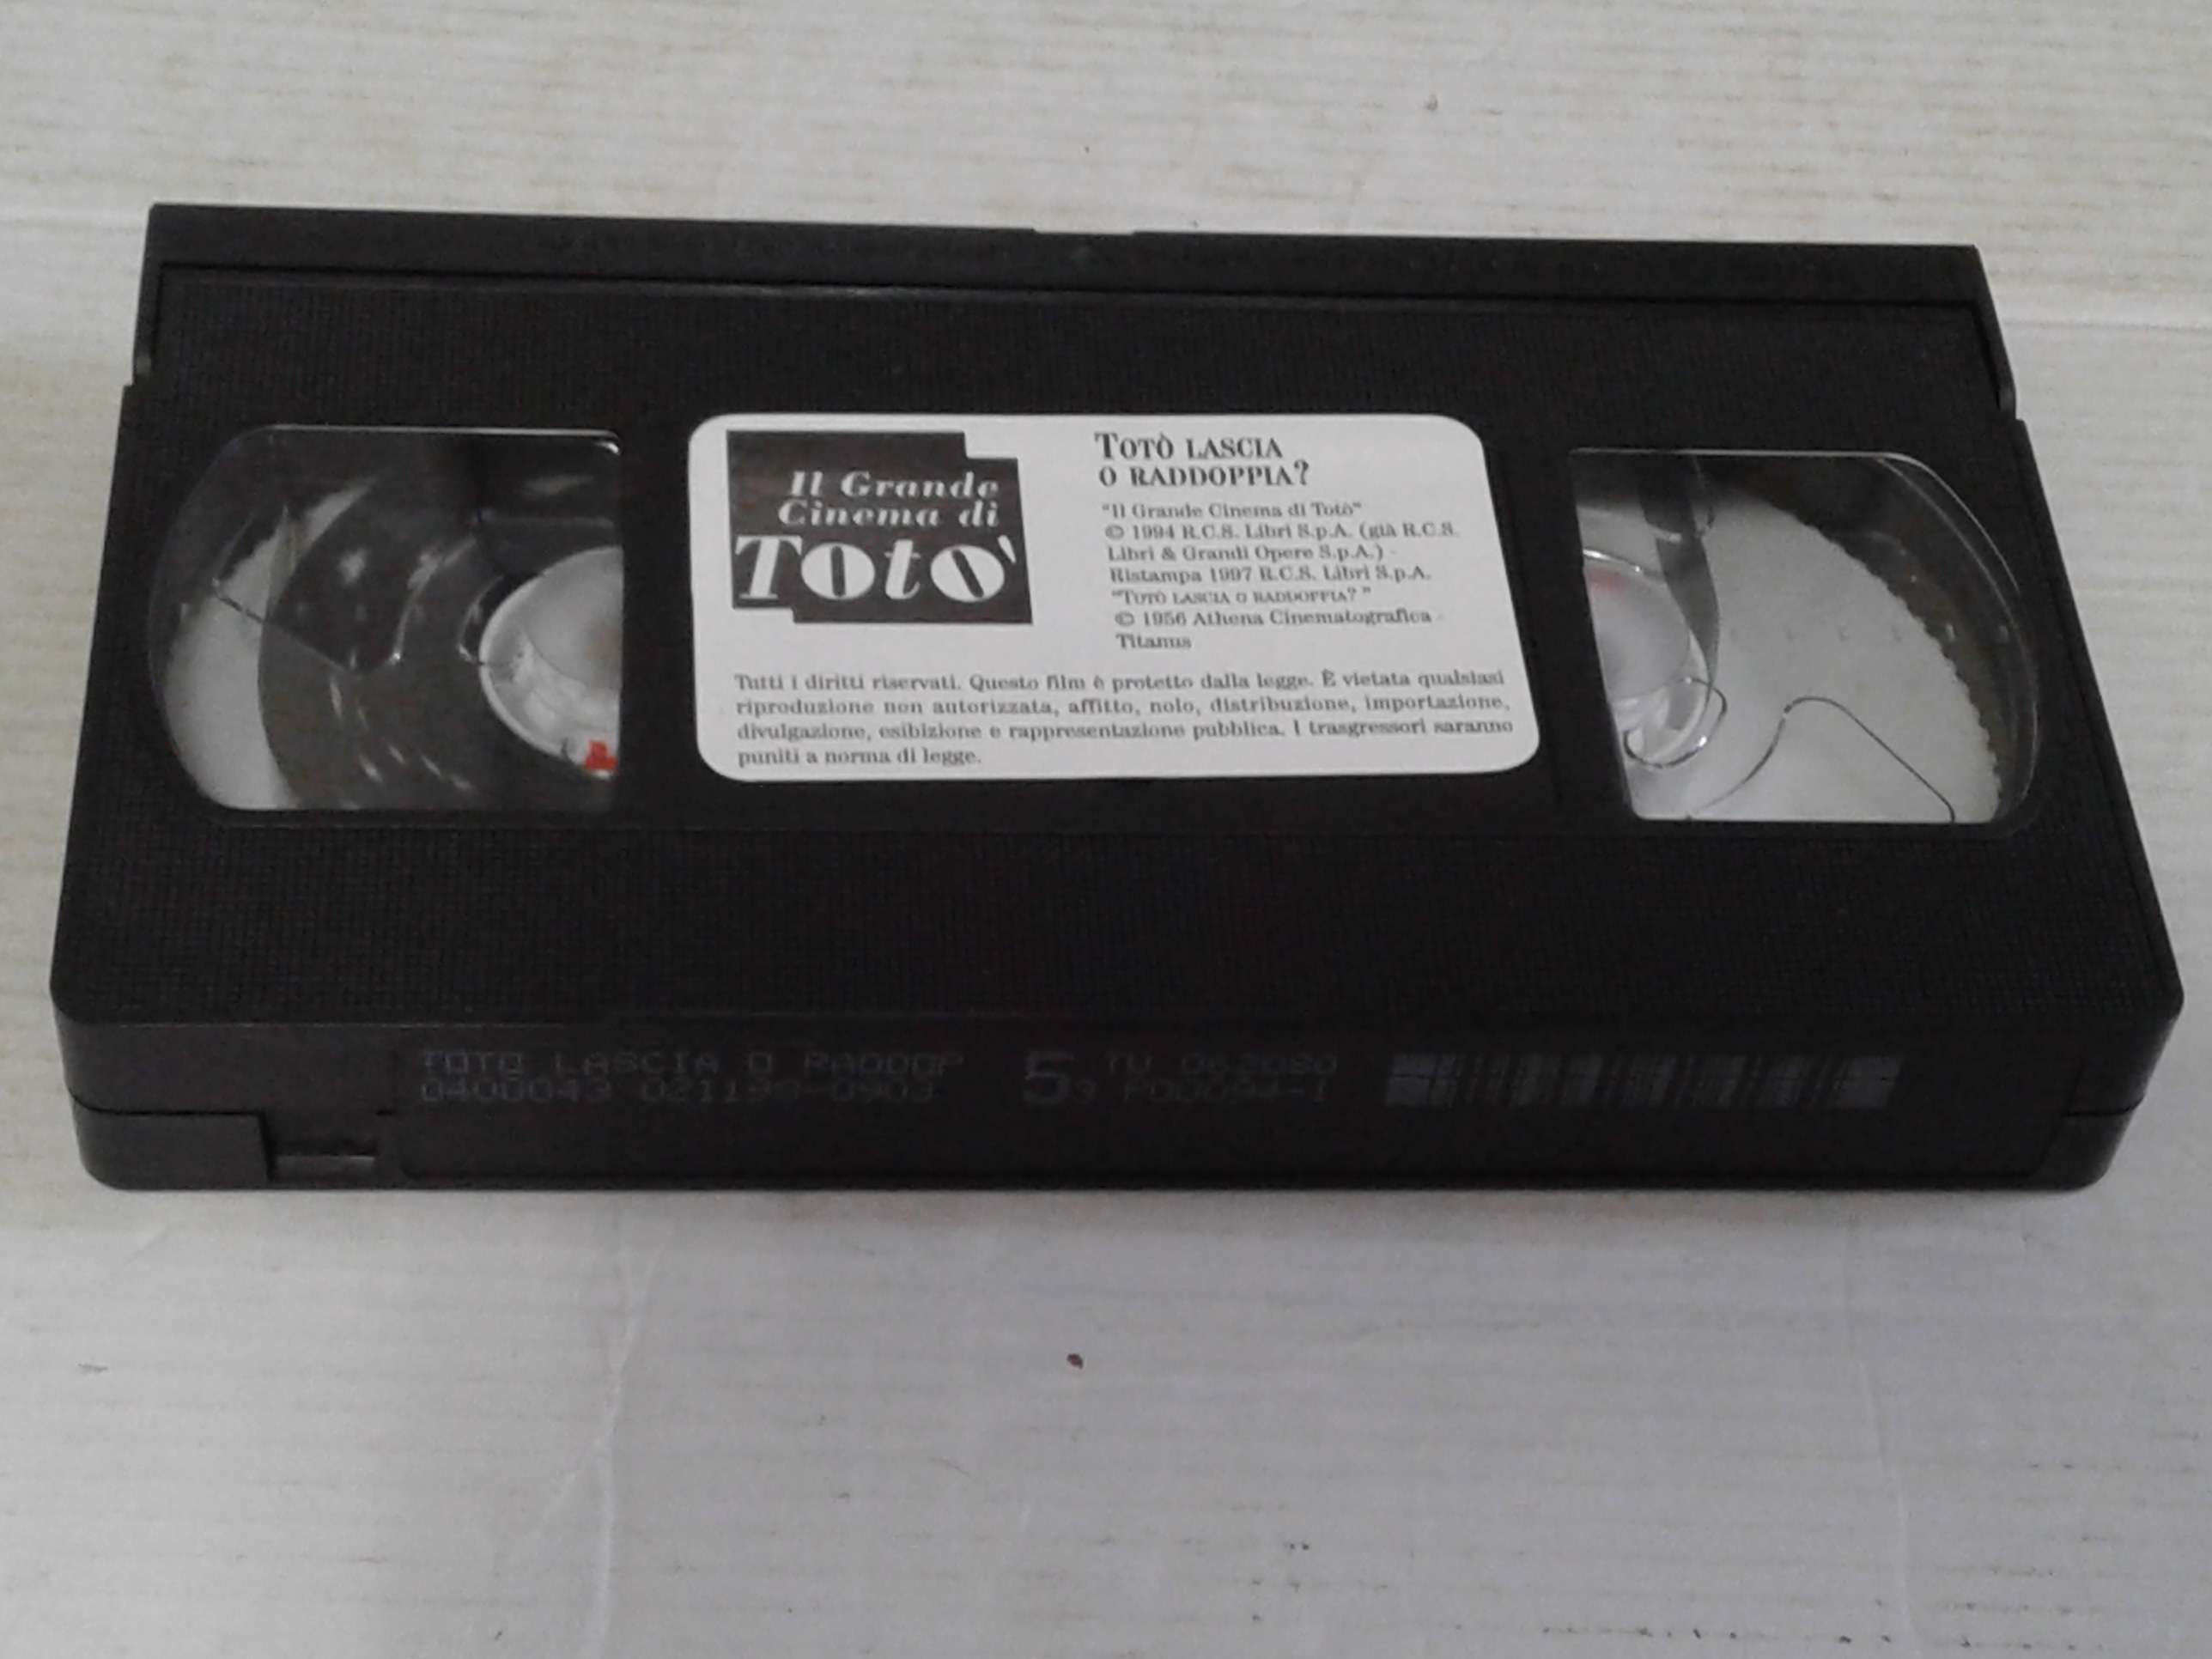 Il Grande
Cinema di
Totò
Totò lascia
o raddoppia?
"Il Grande Cinema di Totò"
© 1994 R.C.S. Libri S.p.A. (già R.C.S.
Libri & Grandi Opere S.p.A.) -
Ristampa 1997 R.C.S. Libri S.p.A.
"Totò lascia o raddoppia?"
© 1956 Athena Cinematografica -
Titanus
Tutti i diritti riservati. Questo film è protetto dalla legge. È vietata qualsiasi
riproduzione non autorizzata, affitto, nolo, distribuzione, importazione,
divulgazione, esibizione e rappresentazione pubblica. I trasgressori saranno
puniti a norma di legge.
TOTO LASCIA O RADDOP
0400043
5 TV